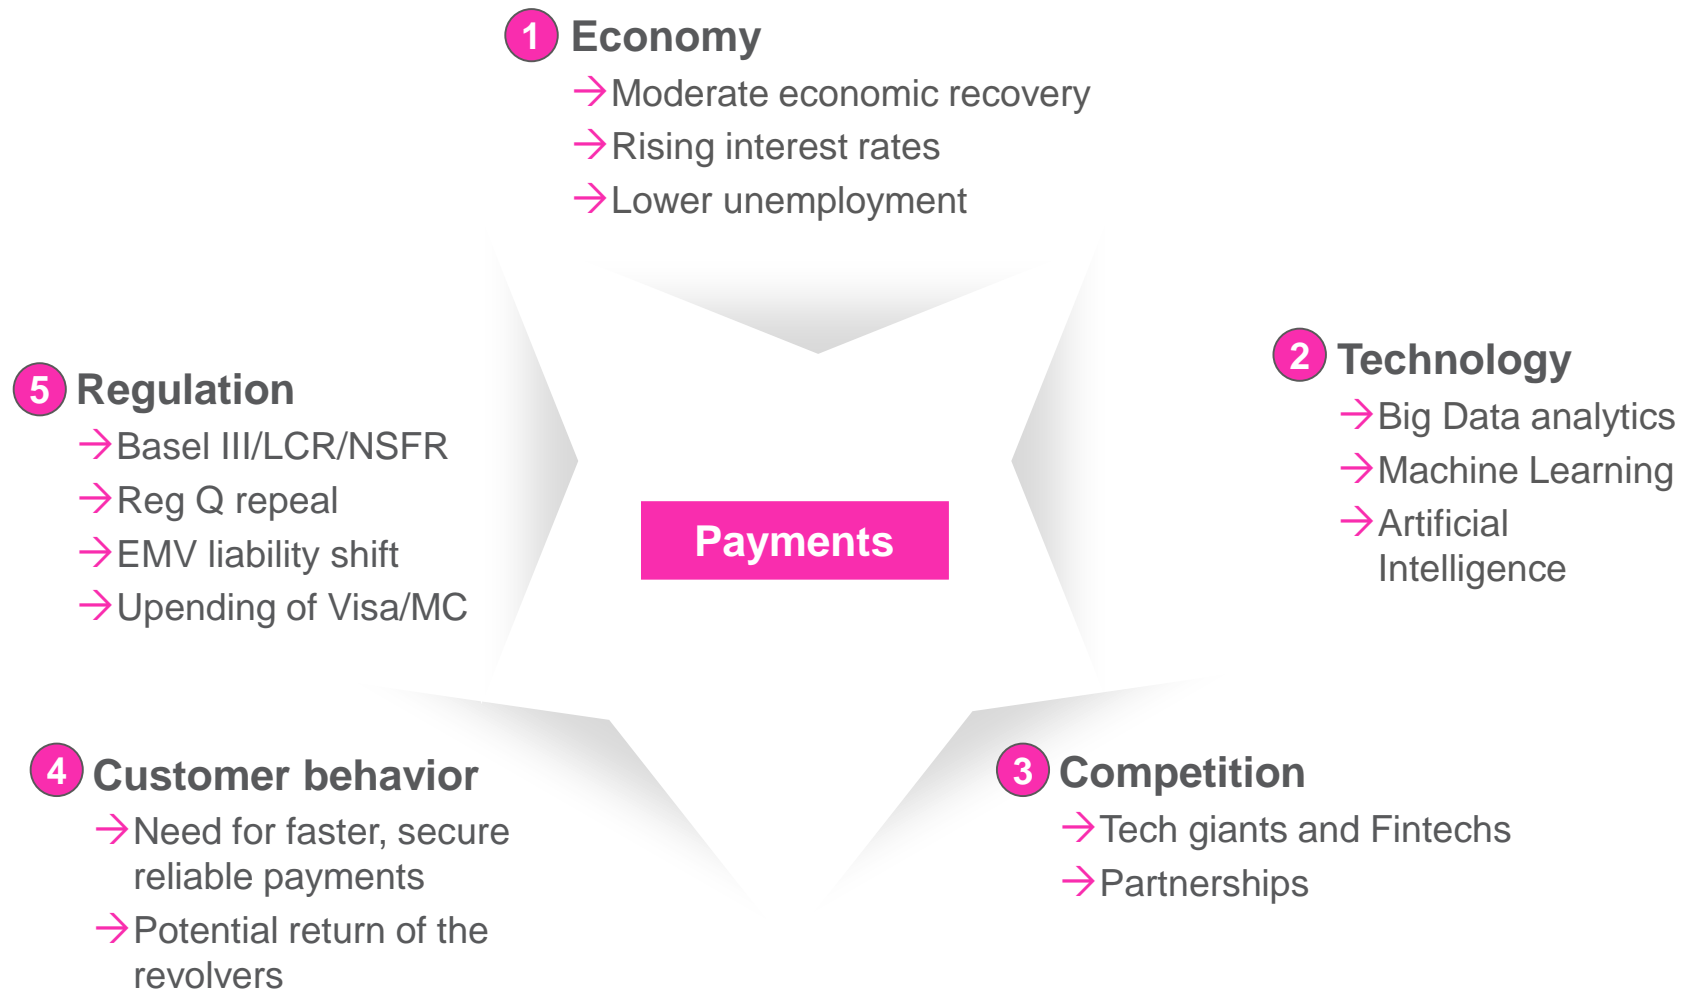 1 Economy
→Moderate economic recovery
→Rising interest rates
→Lower unemployment
2 Technology
→Big Data analytics
→Machine Learning
→Artificial
Intelligence
3 Competition
→Tech giants and Fintechs
→Partnerships
4 Customer behavior
→Need for faster, secure
reliable payments
→Potential return of the
revolvers
5 Regulation
→Basel III/LCR/NSFR
→Reg Q repeal
→EMV liability shift
→Upending of Visa/MC
Payments